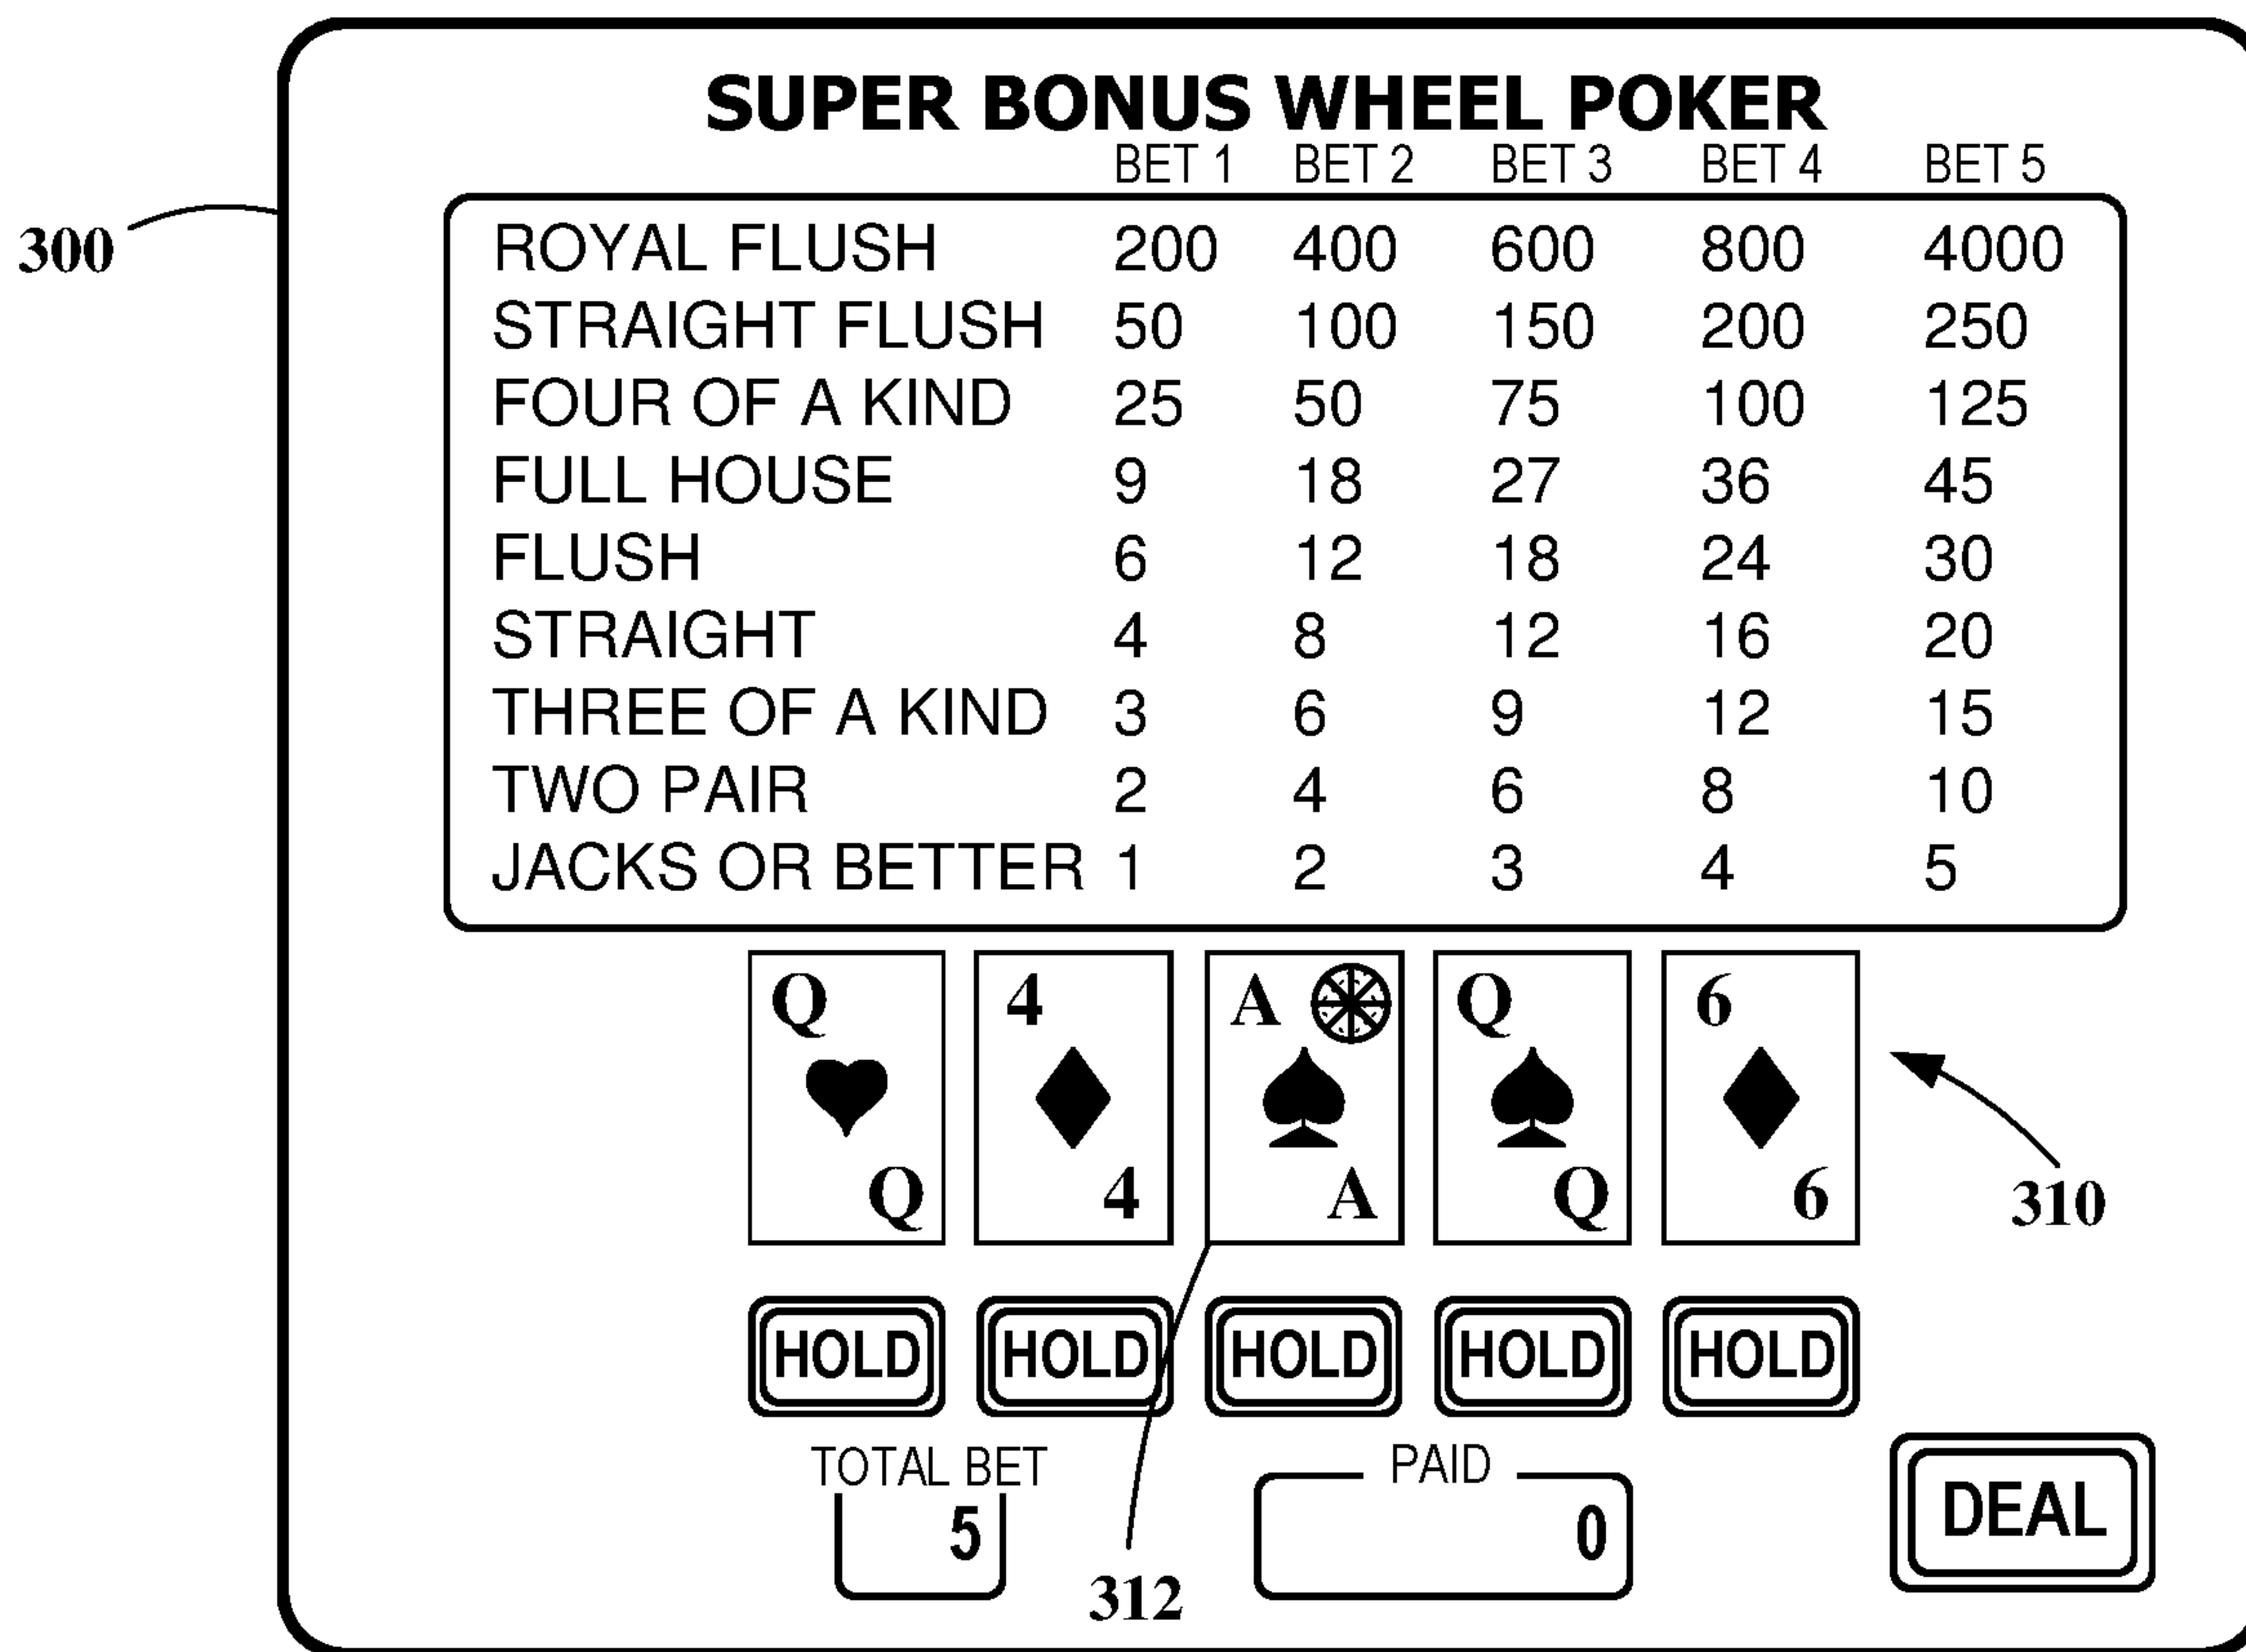 SUPER BONUS WHEEL POKER
BET 1 BET 2 BET 3 BET 4 BET 5
300
ROYAL FLUSH 200 400 600 800 4000
STRAIGHT FLUSH 50 100 150 200 250
FOUR OF A KIND 25 50 75 100 125
FULL HOUSE 9 18 27 36 45
FLUSH 6 12 18 24 30
STRAIGHT 4 8 12 16 20
THREE OF A KIND 3 6 9 12 15
TWO PAIR 2 4 6 8 10
JACKS OR BETTER 1 2 3 4 5
Q 4 A Q 6
Q 4 A Q 6
310
HOLD HOLD HOLD HOLD HOLD
TOTAL BET PAID
5 0 DEAL
312